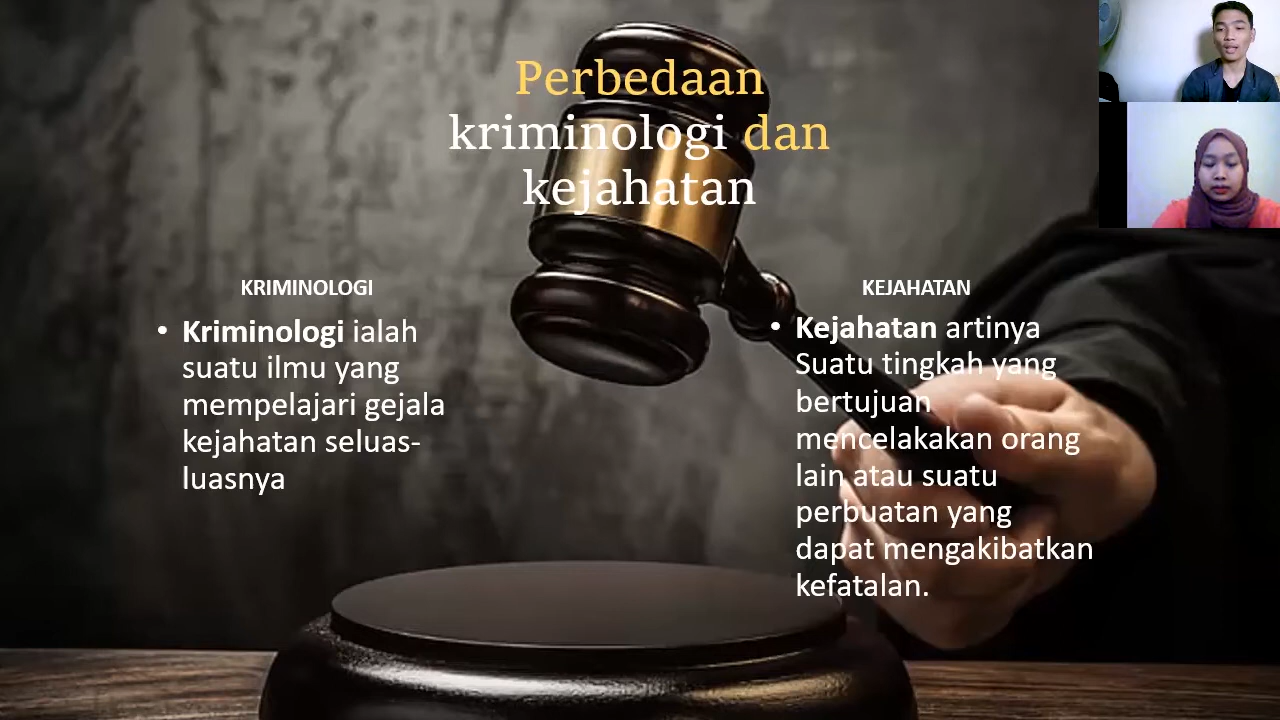 Perbedaan
kriminologi dan
kejahatan
KRIMINOLOGI
• Kriminologi ialah
suatu ilmu yang
mempelajari gejala
kejahatan seluas-
luasnya
KEJAHATAN
• Kejahatan artinya
Suatu tingkah yang
bertujuan
mencelakakan orang
lain atau suatu
perbuatan yang
dapat mengakibatkan
kefatalan.